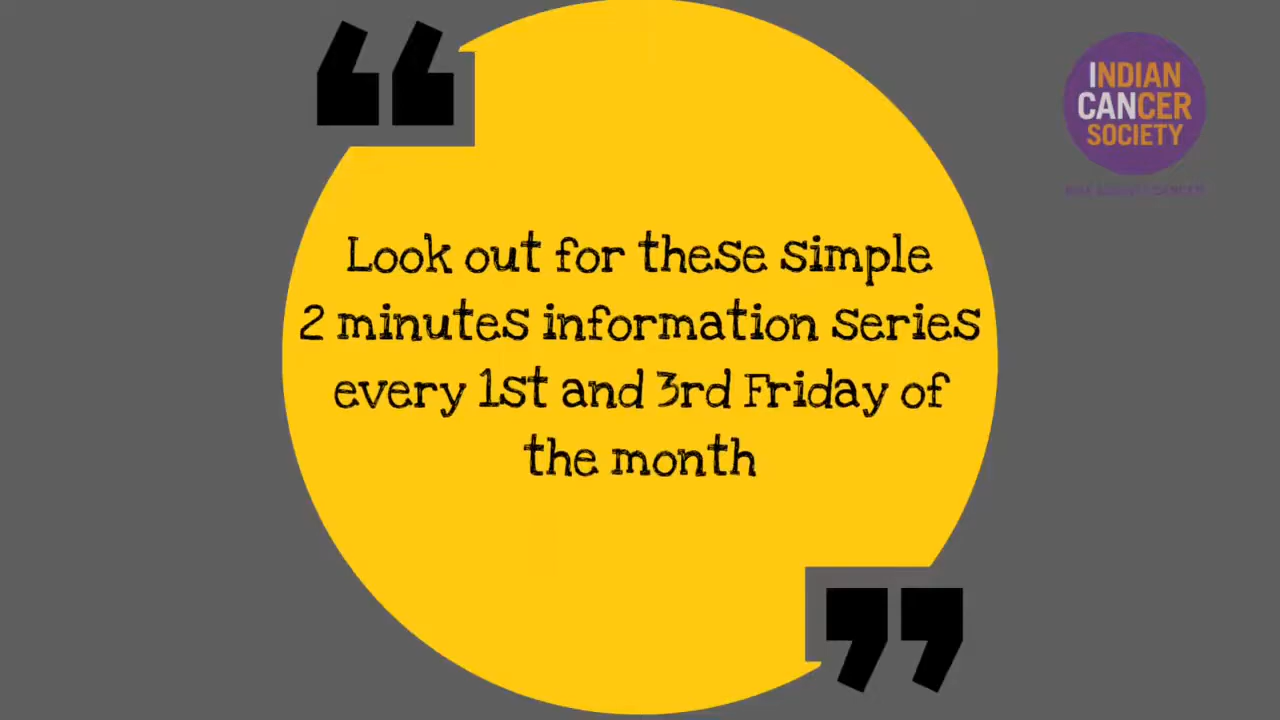 INDIAN
CANCER
SOCIETY
Look out for these simple
2 minutes information series
every 1st and 3rd Friday of
the month